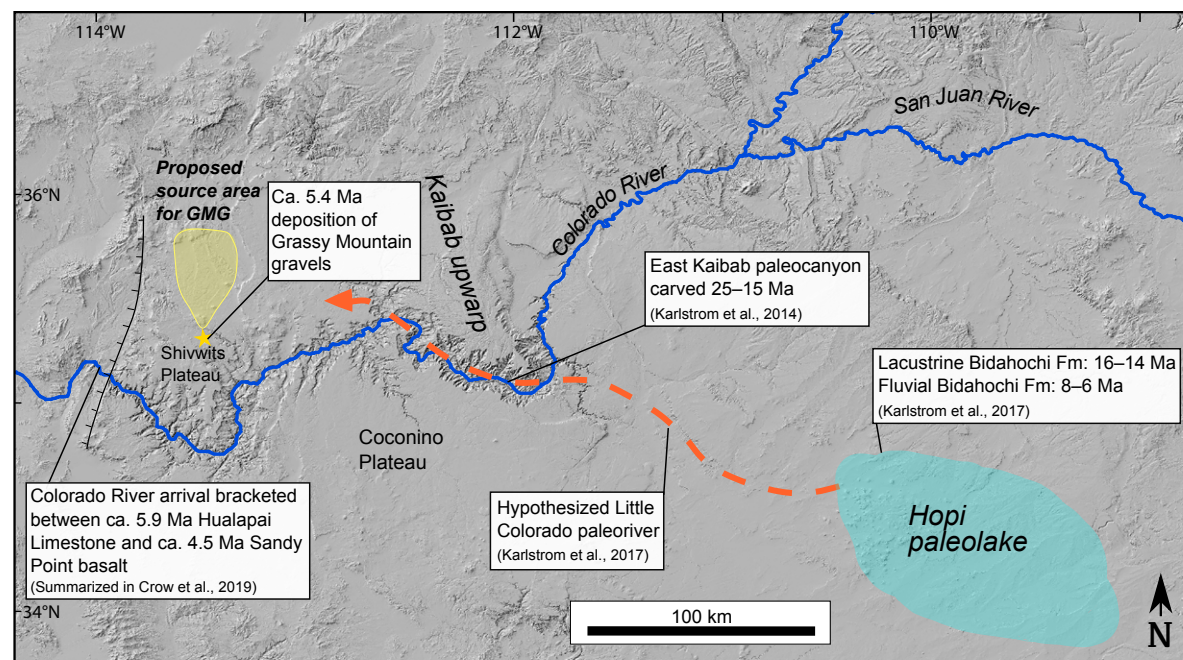 114°W
112°W
110°W
San Juan River
Proposed
source area
for GMG
36°N
Ca. 5.4 Ma
deposition of
Grassy Mountain
gravels
Kaibab upwarp
Colorado River
East Kaibab paleocanyon
carved 25–15 Ma
(Karlstrom et al., 2014)
Shivwits
Plateau
Lacustrine Bidahochi Fm: 16–14 Ma
Fluvial Bidahochi Fm: 8–6 Ma
(Karlstrom et al., 2017)
Coconino
Plateau
Colorado River arrival bracketed
between ca. 5.9 Ma Hualapai
Limestone and ca. 4.5 Ma Sandy
Point basalt
(Summarized in Crow et al., 2019)
Hypothesized Little
Colorado paleoriver
(Karlstrom et al., 2017)
Hopi
paleolake
34°N
100 km
N